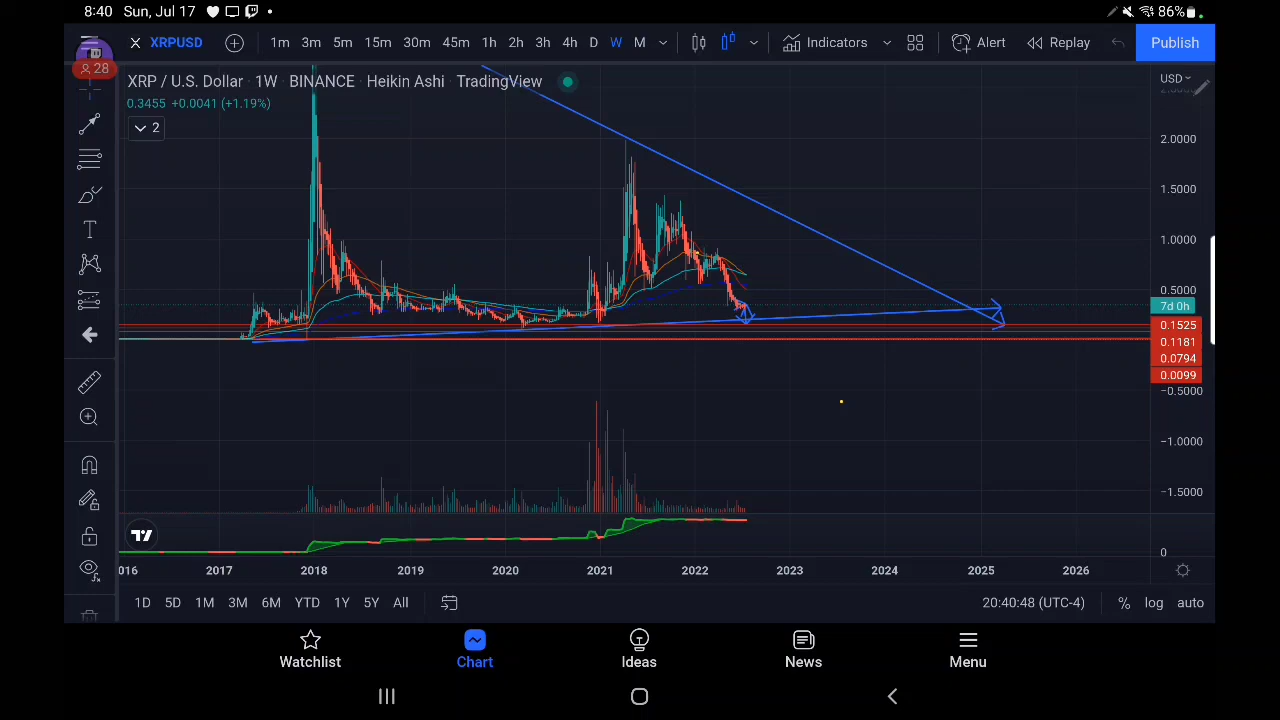 8:40 Sun, Jul 17 86%
28
XRPUSD 1m 3m 5m 15m 30m 45m 1h 2h 3h 4h D W M Indicators Alert Replay Publish
XRP / U.S. Dollar · 1W · BINANCE · Heikin Ashi · TradingView
USD
0.3455 +0.0041 (+1.19%)
2
2.0000
1.5000
1.0000
0.5000
7d 0h
0.1525
0.1181
0.0794
0.0099
−0.5000
−1.0000
−1.5000
0
016 2017 2018 2019 2020 2021 2022 2023 2024 2025 2026
1D 5D 1M 3M 6M YTD 1Y 5Y All 20:40:48 (UTC-4) % log auto
Watchlist Chart Ideas News Menu